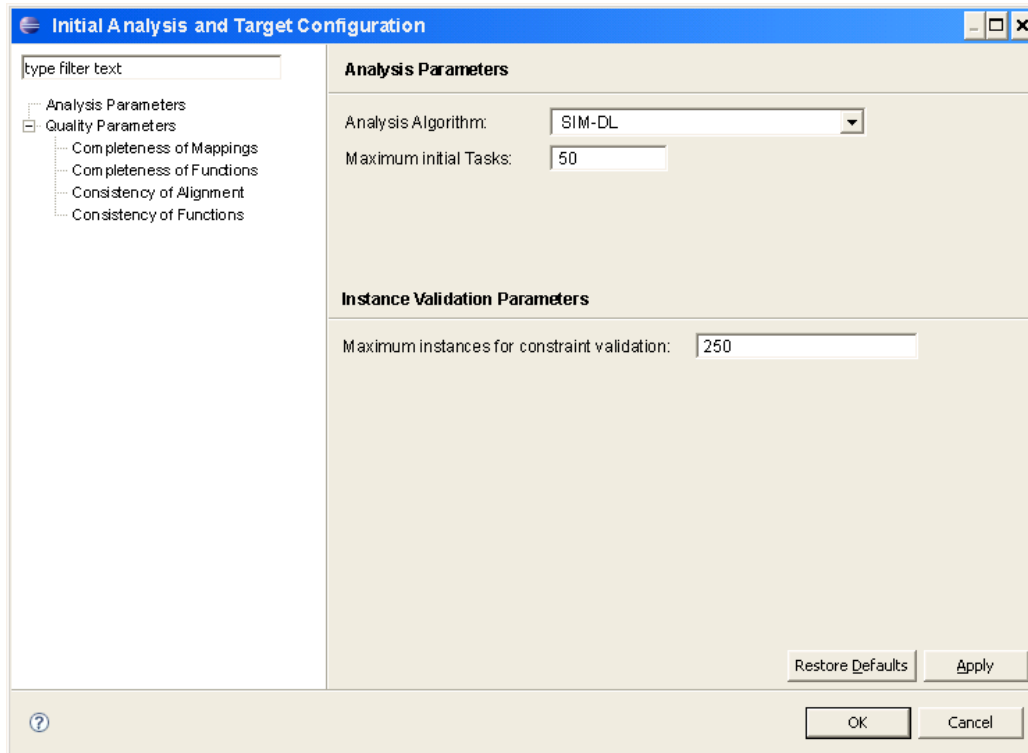 Initial Analysis and Target Configuration
type filter text
Analysis Parameters
Quality Parameters
Completeness of Mappings
Completeness of Functions
Consistency of Alignment
Consistency of Functions
Analysis Parameters
Analysis Algorithm: SIM-DL
Maximum initial Tasks: 50
Instance Validation Parameters
Maximum instances for constraint validation: 250
Restore Defaults Apply
OK Cancel